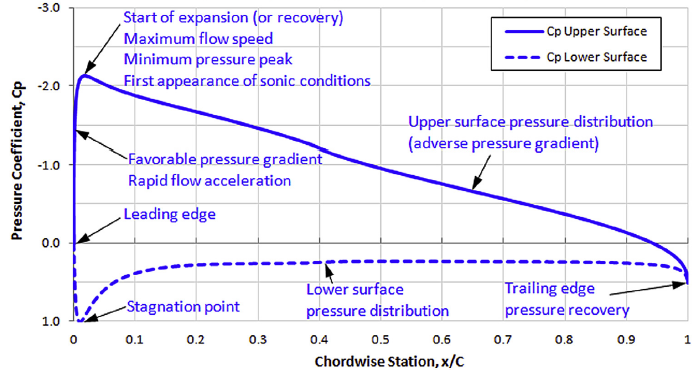 -3.0
-2.0
-1.0
0.0
1.0
Pressure Coefficient, Cp
Start of expansion (or recovery)
Maximum flow speed
Minimum pressure peak
First appearance of sonic conditions
Cp Upper Surface
Cp Lower Surface
Upper surface pressure distribution
(adverse pressure gradient)
Favorable pressure gradient
Rapid flow acceleration
Leading edge
Stagnation point
Lower surface
pressure distribution
Trailing edge
pressure recovery
0 0.1 0.2 0.3 0.4 0.5 0.6 0.7 0.8 0.9 1
Chordwise Station, x/C